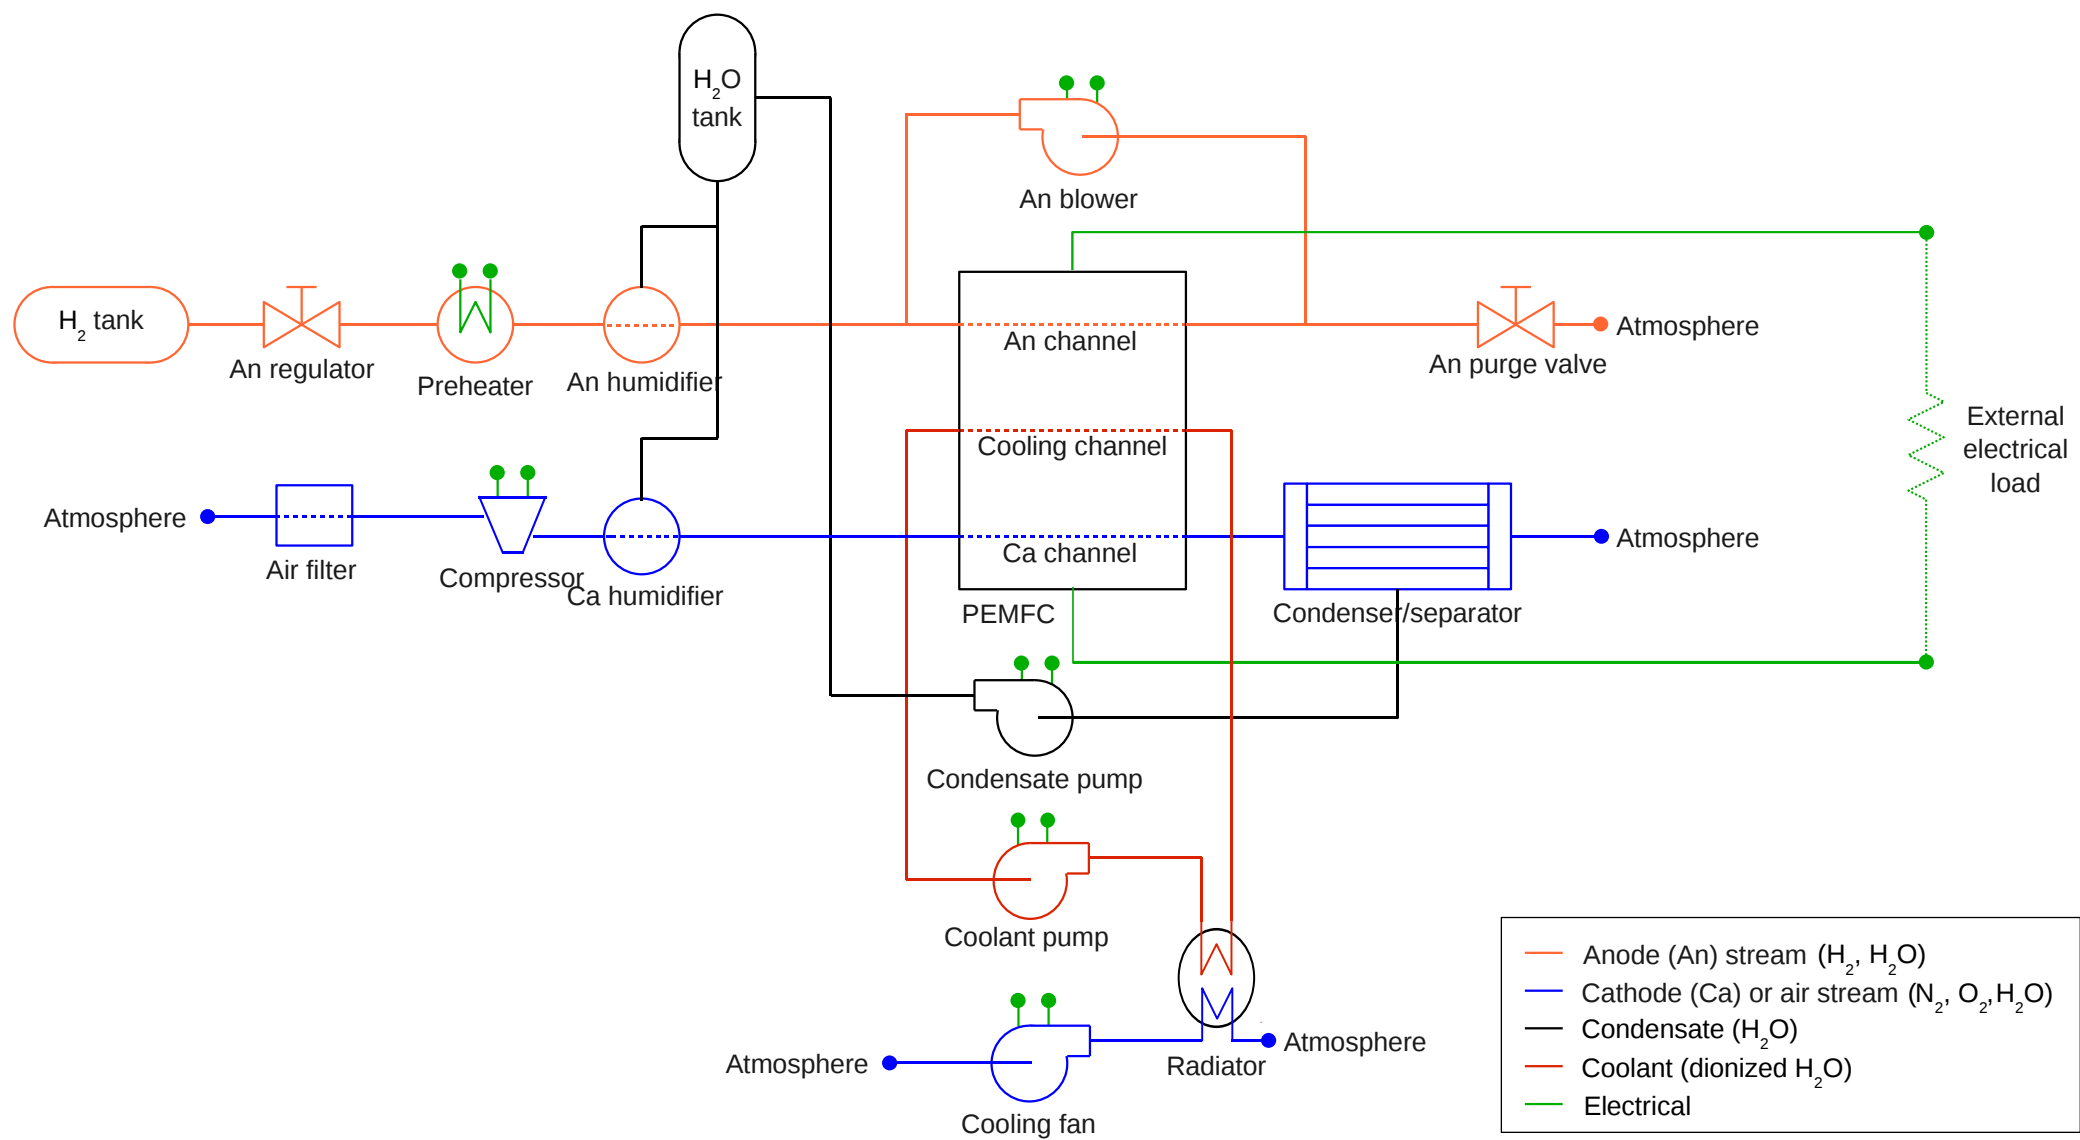 H2O
tank
An blower
H2 tank
An regulator
Preheater
An humidifier
An channel
An purge valve
Atmosphere
Cooling channel
External
electrical
load
Atmosphere
Air filter
Compressor
Ca humidifier
Ca channel
PEMFC
Condenser/separator
Atmosphere
Condensate pump
Coolant pump
Atmosphere
Cooling fan
Radiator
Atmosphere
Anode (An) stream (H2, H2O)
Cathode (Ca) or air stream (N2, O2,H2O)
Condensate (H2O)
Coolant (dionized H2O)
Electrical